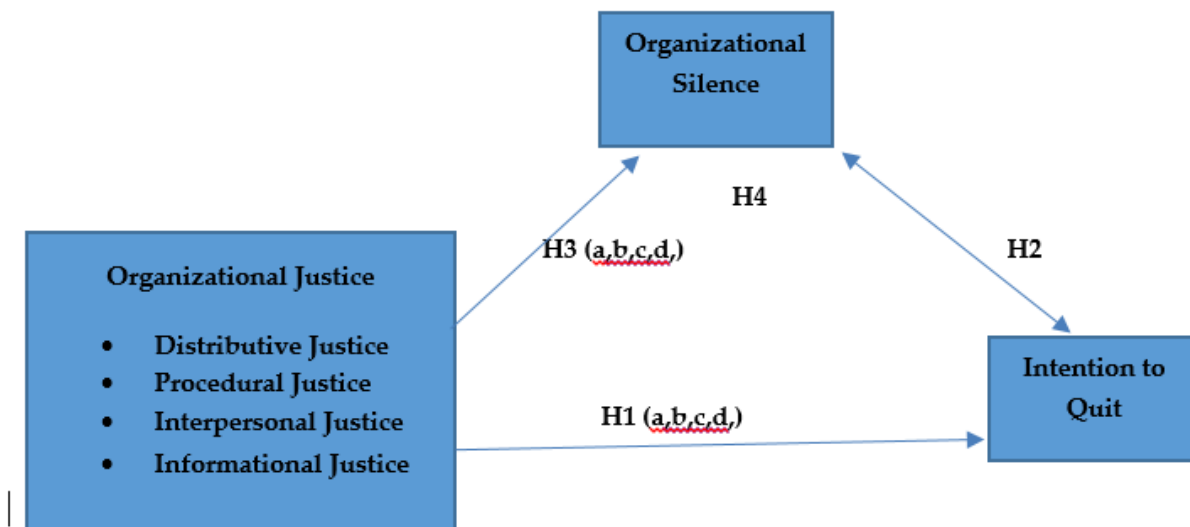 Organizational
Silence
H4
H3 (a,b,c,d,)
H2
Organizational Justice
• Distributive Justice
• Procedural Justice
• Interpersonal Justice
• Informational Justice
H1 (a,b,c,d,)
Intention to
Quit